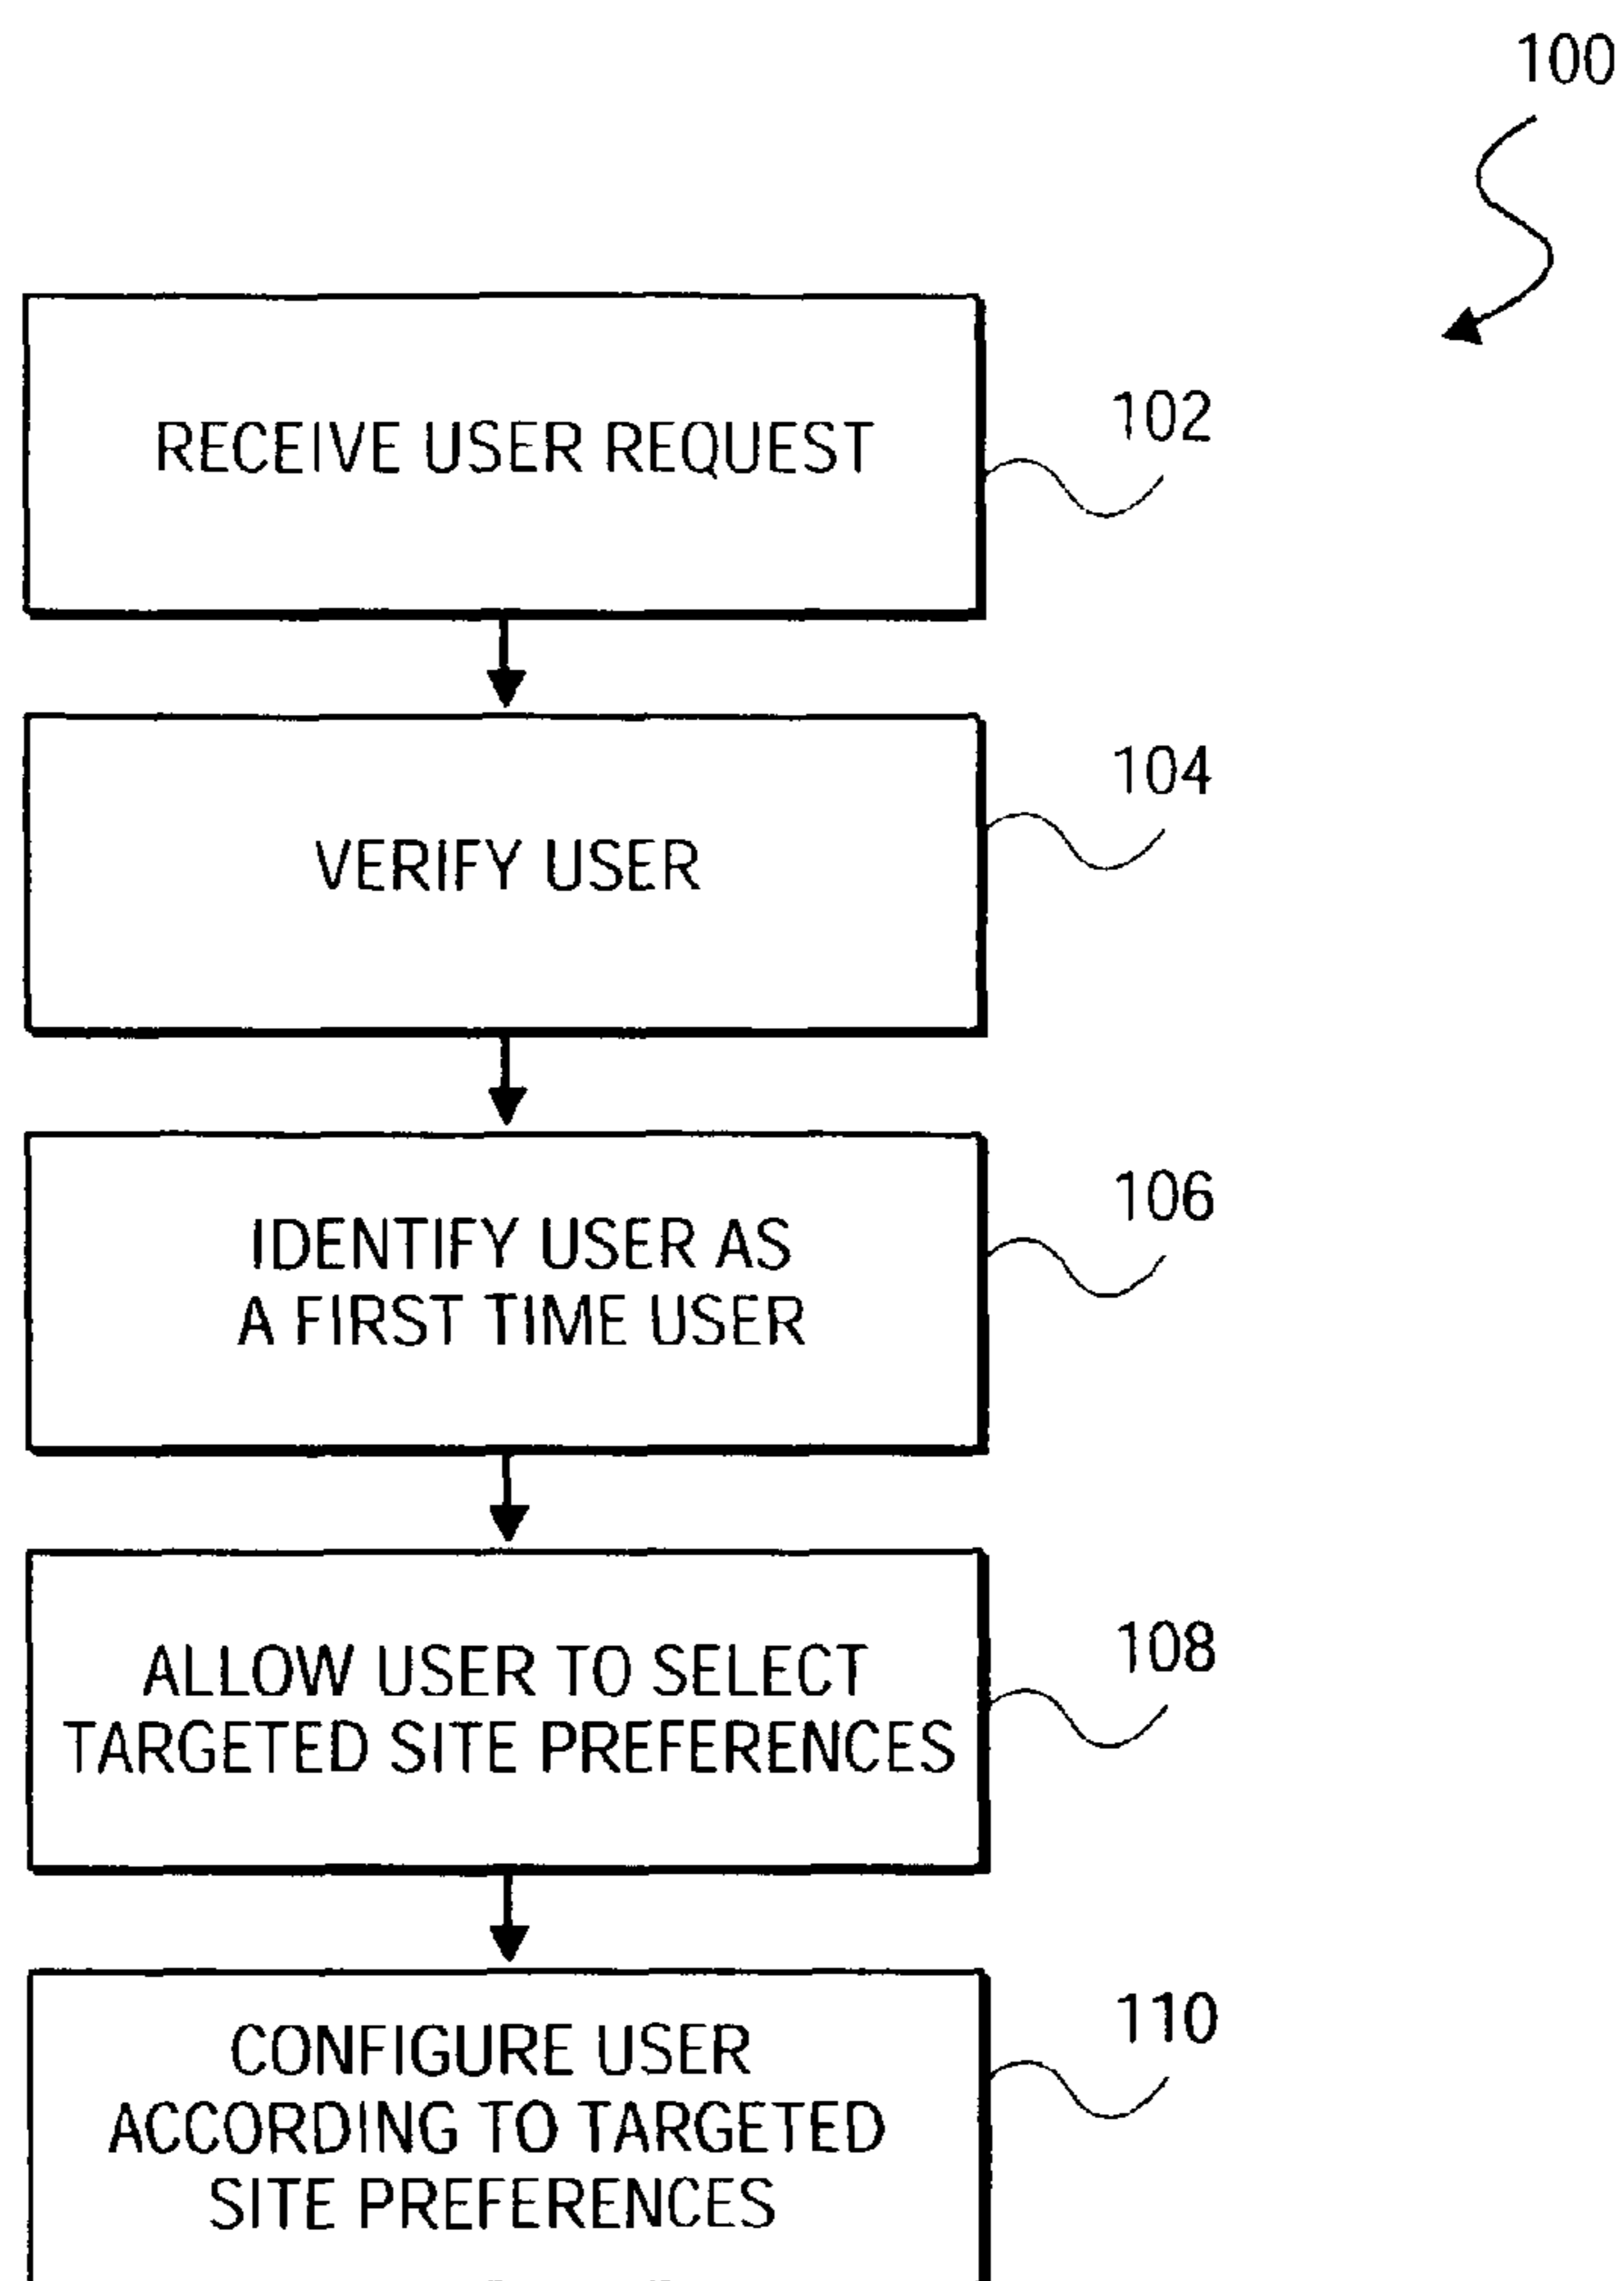 100
RECEIVE USER REQUEST
102
VERIFY USER
104
IDENTIFY USER AS
A FIRST TIME USER
106
ALLOW USER TO SELECT
TARGETED SITE PREFERENCES
108
CONFIGURE USER
ACCORDING TO TARGETED
SITE PREFERENCES
110